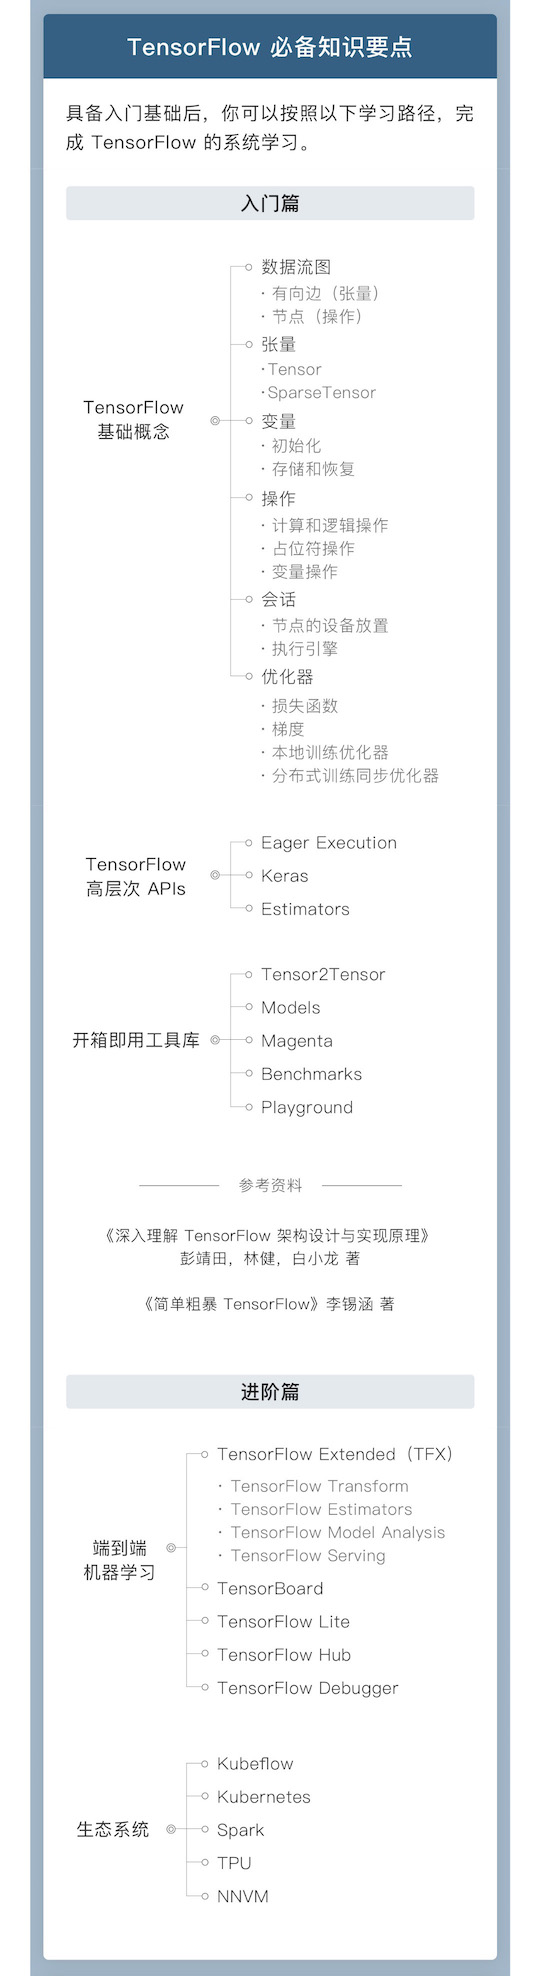 TensorFlow 必备知识要点
具备入门基础后，你可以按照以下学习路径，完
成 TensorFlow 的系统学习。
入门篇
TensorFlow
基础概念
数据流图
· 有向边（张量）
· 节点（操作）
张量
·Tensor
·SparseTensor
变量
· 初始化
· 存储和恢复
操作
· 计算和逻辑操作
· 占位符操作
· 变量操作
会话
· 节点的设备放置
· 执行引擎
优化器
· 损失函数
· 梯度
· 本地训练优化器
· 分布式训练同步优化器
TensorFlow
高层次 APIs
Eager Execution
Keras
Estimators
开箱即用工具库
Tensor2Tensor
Models
Magenta
Benchmarks
Playground
参考资料
《深入理解 TensorFlow 架构设计与实现原理》
彭靖田，林健，白小龙 著
《简单粗暴 TensorFlow》李锡涵 著
进阶篇
端到端
机器学习
TensorFlow Extended（TFX）
· TensorFlow Transform
· TensorFlow Estimators
· TensorFlow Model Analysis
· TensorFlow Serving
TensorBoard
TensorFlow Lite
TensorFlow Hub
TensorFlow Debugger
生态系统
Kubeflow
Kubernetes
Spark
TPU
NNVM